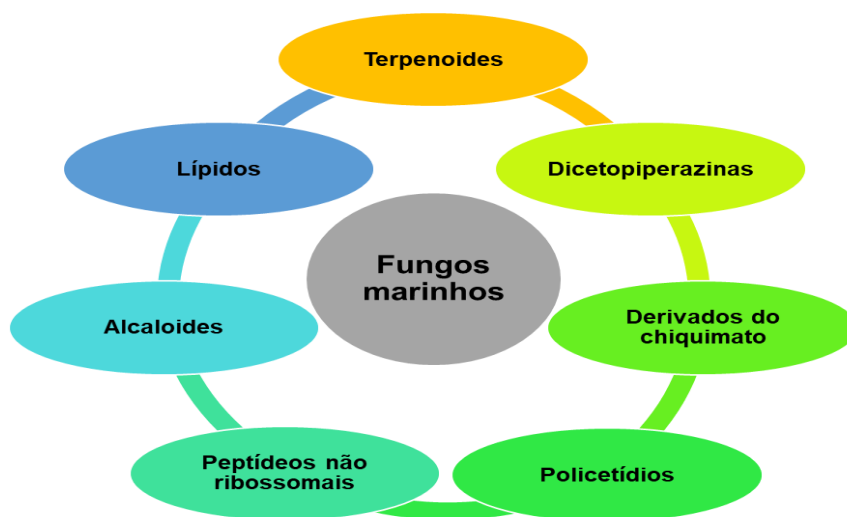 Terpenoides
Lípidos
Dicetopiperazinas
Fungos
marinhos
Alcaloides
Derivados do
chiquimato
Peptídeos não
ribossomais
Policetídios